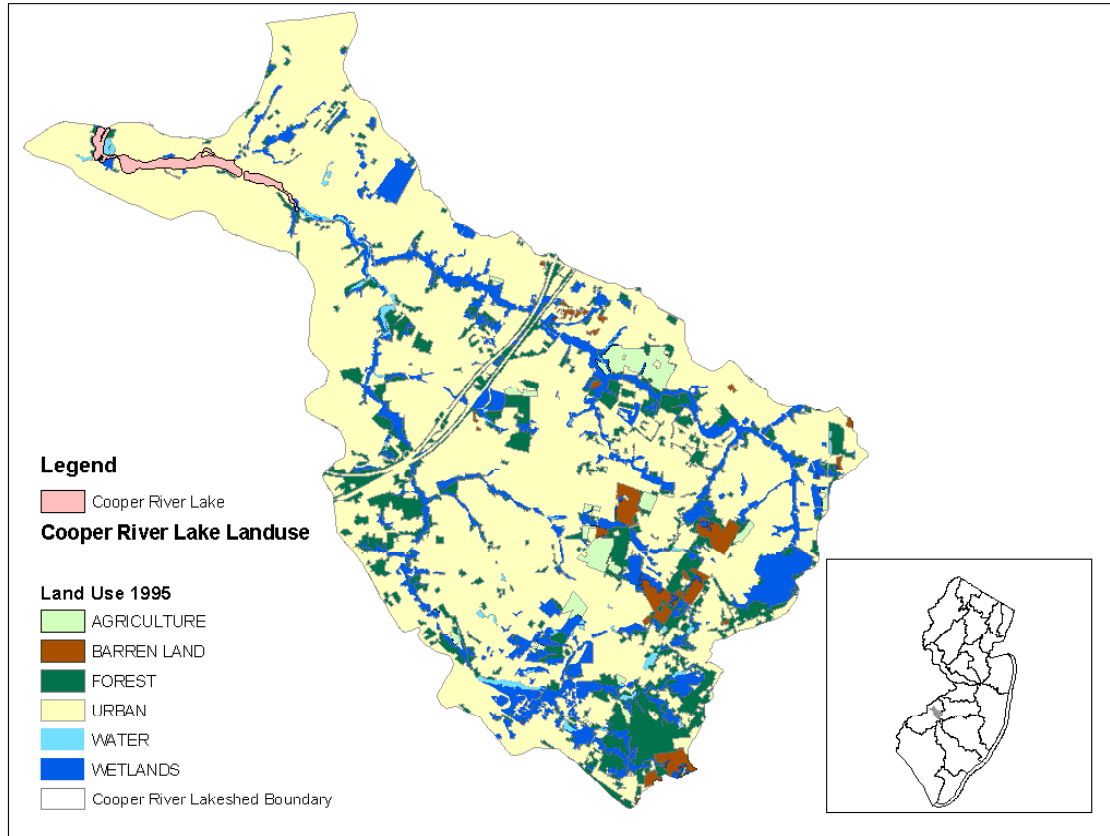 Legend
Cooper River Lake
Cooper River Lake Landuse
Land Use 1995
AGRICULTURE
BARREN LAND
FOREST
URBAN
WATER
WETLANDS
Cooper River Lakeshed Boundary